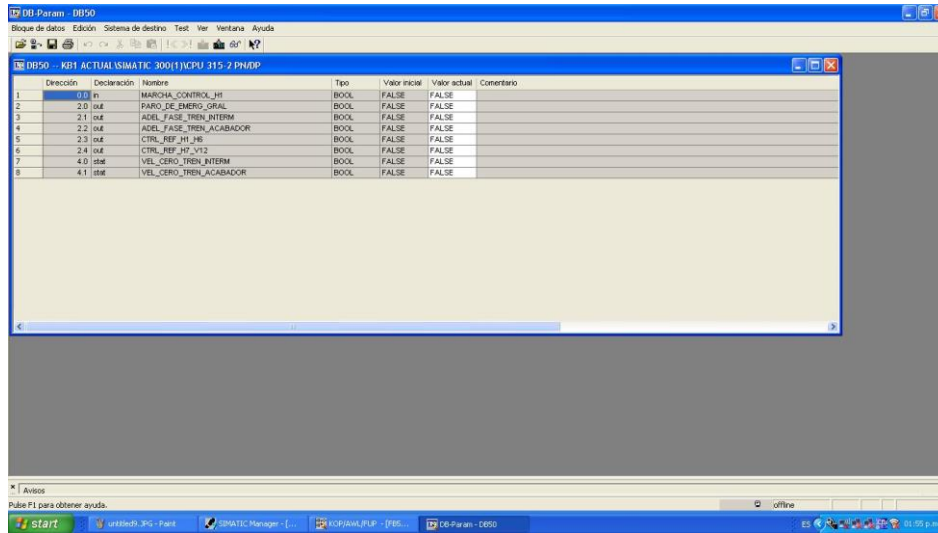 DB-Param - DB50
Bloque de datos Edición Sistema de destino Test Ver Ventana Ayuda
DB50 -- KB1 ACTUAL\SIMATIC 300(1)\CPU 315-2 PN/DP
Dirección Declaración Nombre Tipo Valor inicial Valor actual Comentario
1 0.0 in MARCHA_CONTROL_H1 BOOL FALSE FALSE
2 2.0 out PARO_DE_EMERG_GRAL BOOL FALSE FALSE
3 2.1 out ADEL_FASE_TREN_INTERM BOOL FALSE FALSE
4 2.2 out ADEL_FASE_TREN_ACABADOR BOOL FALSE FALSE
5 2.3 out CTRL_REF_H1_H6 BOOL FALSE FALSE
6 2.4 out CTRL_REF_H7_V12 BOOL FALSE FALSE
7 4.0 stat VEL_CERO_TREN_INTERM BOOL FALSE FALSE
8 4.1 stat VEL_CERO_TREN_ACABADOR BOOL FALSE FALSE
Avisos
Pulse F1 para obtener ayuda. offline
start untitled9.JPG - Paint SIMATIC Manager - [... KOP/AWL/FUP - [FB5... DB-Param - DB50 ES 01:55 p.m.